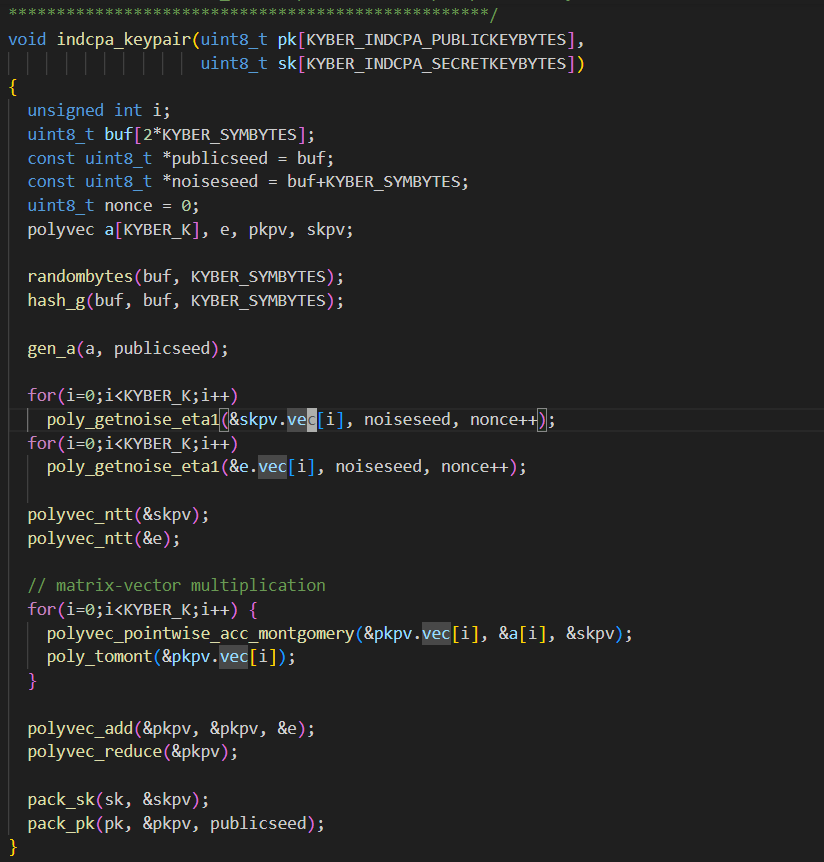 **************************************************/
void indcpa_keypair(uint8_t pk[KYBER_INDCPA_PUBLICKEYBYTES],
                    uint8_t sk[KYBER_INDCPA_SECRETKEYBYTES])
{
  unsigned int i;
  uint8_t buf[2*KYBER_SYMBYTES];
  const uint8_t *publicseed = buf;
  const uint8_t *noiseseed = buf+KYBER_SYMBYTES;
  uint8_t nonce = 0;
  polyvec a[KYBER_K], e, pkpv, skpv;

  randombytes(buf, KYBER_SYMBYTES);
  hash_g(buf, buf, KYBER_SYMBYTES);

  gen_a(a, publicseed);

  for(i=0;i<KYBER_K;i++)
    poly_getnoise_eta1(&skpv.vec[i], noiseseed, nonce++);
  for(i=0;i<KYBER_K;i++)
    poly_getnoise_eta1(&e.vec[i], noiseseed, nonce++);

  polyvec_ntt(&skpv);
  polyvec_ntt(&e);

  // matrix-vector multiplication
  for(i=0;i<KYBER_K;i++) {
    polyvec_pointwise_acc_montgomery(&pkpv.vec[i], &a[i], &skpv);
    poly_tomont(&pkpv.vec[i]);
  }

  polyvec_add(&pkpv, &pkpv, &e);
  polyvec_reduce(&pkpv);

  pack_sk(sk, &skpv);
  pack_pk(pk, &pkpv, publicseed);
}